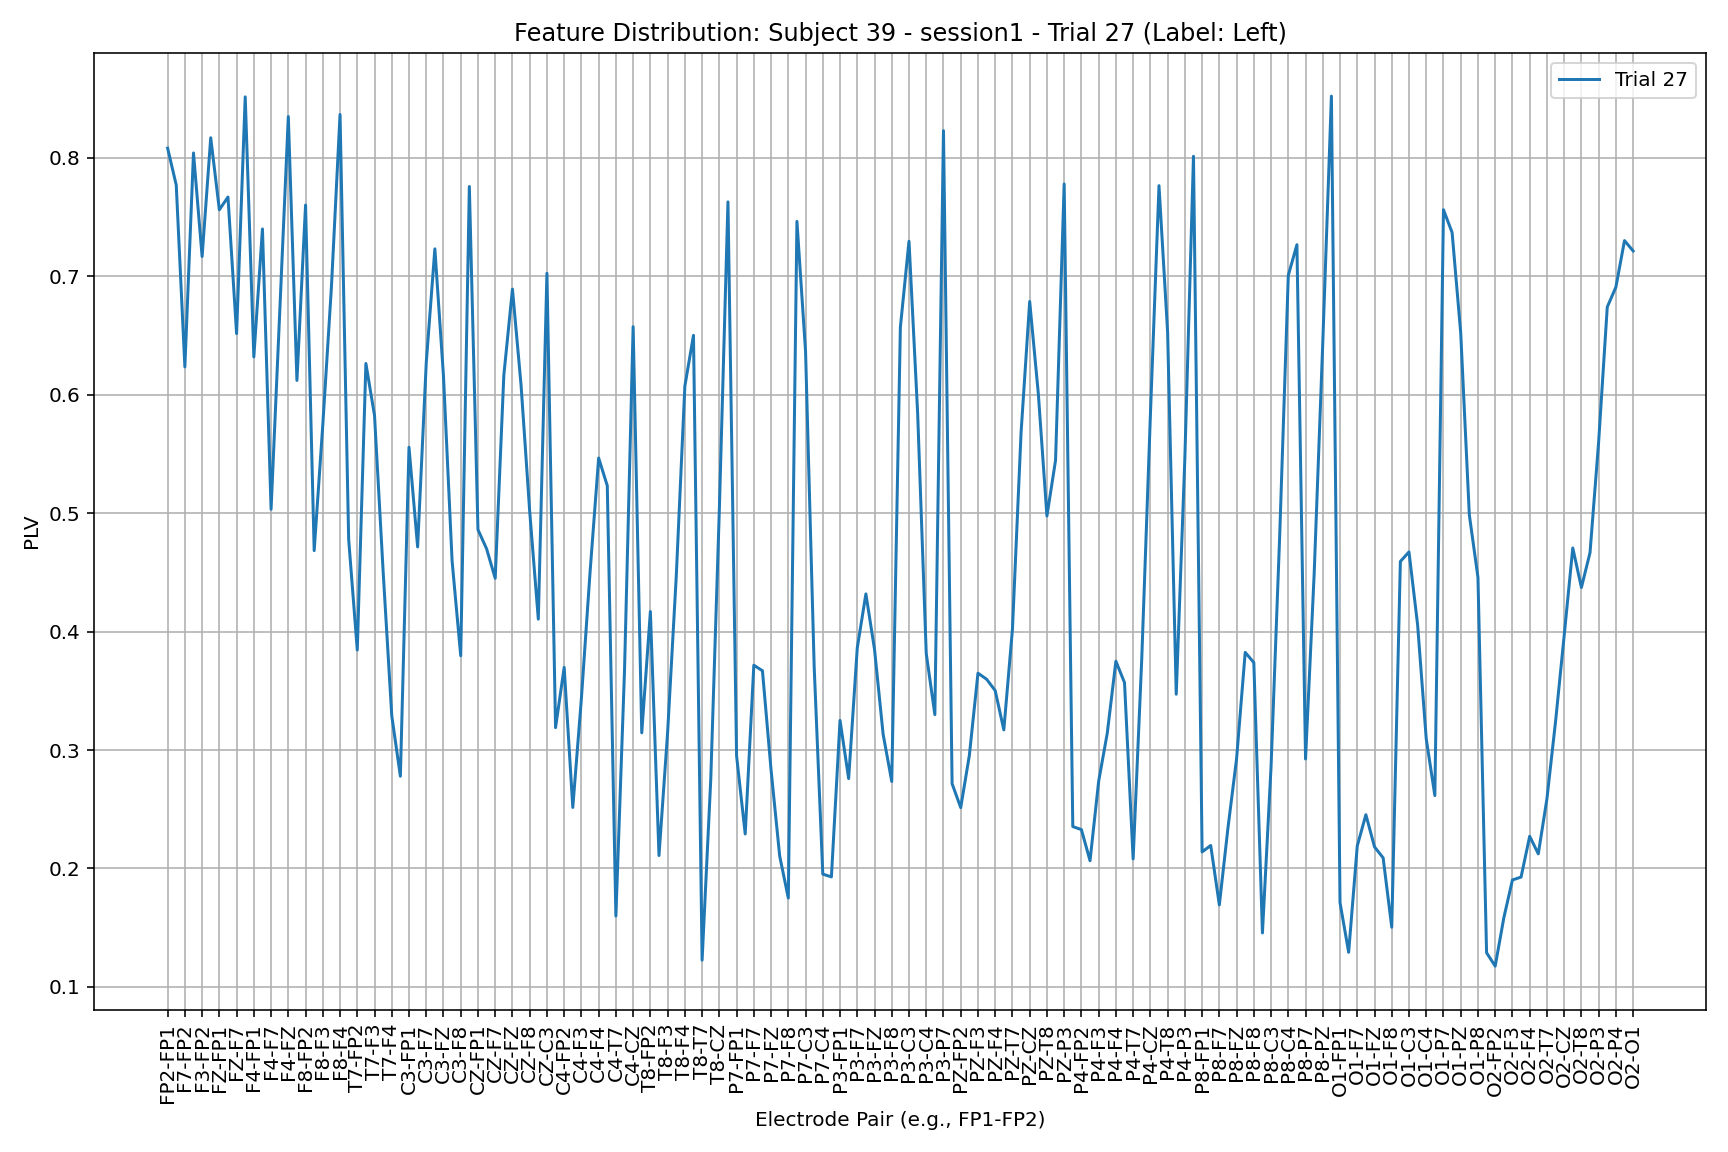 Feature Distribution: Subject 39 - session1 - Trial 27 (Label: Left)
Trial 27
PLV
0.8
0.7
0.6
0.5
0.4
0.3
0.2
0.1
FP2-FP1
F7-FP2
F3-FP2
FZ-FP1
FZ-F7
F4-FP1
F4-F7
F4-FZ
F8-FP2
F8-F3
F8-F4
T7-FP2
T7-F3
T7-F4
C3-FP1
C3-F7
C3-FZ
C3-F8
CZ-FP1
CZ-F7
CZ-FZ
CZ-F8
CZ-C3
C4-FP2
C4-F3
C4-F4
C4-T7
C4-CZ
T8-FP2
T8-F3
T8-F4
T8-T7
T8-CZ
P7-FP1
P7-F7
P7-FZ
P7-F8
P7-C3
P7-C4
P3-FP1
P3-F7
P3-FZ
P3-F8
P3-C3
P3-C4
P3-P7
PZ-FP2
PZ-F3
PZ-F4
PZ-T7
PZ-CZ
PZ-T8
PZ-P3
P4-FP2
P4-F3
P4-F4
P4-T7
P4-CZ
P4-T8
P4-P3
P8-FP1
P8-F7
P8-FZ
P8-F8
P8-C3
P8-C4
P8-P7
P8-PZ
O1-FP1
O1-F7
O1-FZ
O1-F8
O1-C3
O1-C4
O1-P7
O1-PZ
O1-P8
O2-FP2
O2-F3
O2-F4
O2-T7
O2-CZ
O2-T8
O2-P3
O2-P4
O2-O1
Electrode Pair (e.g., FP1-FP2)